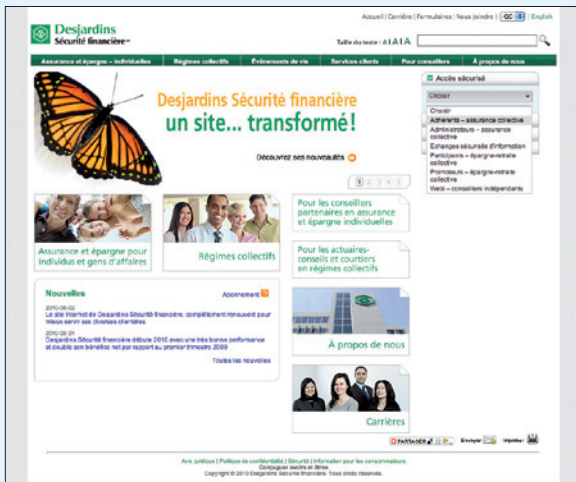 Accueil | Carrière | Formulaires | Nous joindre | QC | English
Desjardins
Sécurité financière
Taille du texte : A | A | A
Assurance et épargne – individuelles Régimes collectifs Événements de vie Services clients Pour conseillers À propos de nous
Desjardins Sécurité financière
un site... transformé!
Découvrez ses nouveautés
1 2 3 4 5
Accès sécurisé
Choisir
Choisir
Adhérents – assurance collective
Administrateurs – assurance
collective
Échanges sécurisés d'information
Participants – épargne-retraite
collective
Promoteurs – épargne-retraite
collective
Webi – conseillers indépendants
Assurance et épargne pour
individus et gens d'affaires
Régimes collectifs
Pour les conseillers
partenaires en assurance
et épargne individuelles
Pour les actuaires-
conseils et courtiers
en régimes collectifs
Nouvelles
Abonnement
2010-06-02
Le site Internet de Desjardins Sécurité financière, complètement renouvelé pour
mieux servir ses diverses clientèles
2010-05-31
Desjardins Sécurité financière débute 2010 avec une très bonne performance
et double son bénéfice net par rapport au premier trimestre 2009
Toutes les nouvelles
À propos de nous
Carrières
PARTAGER
Envoyer
Imprimer
Avis juridique | Politique de confidentialité | Sécurité | Information pour les consommateurs
Conjuguer avoirs et êtres
Copyright © 2010 Desjardins Sécurité financière. Tous droits réservés.